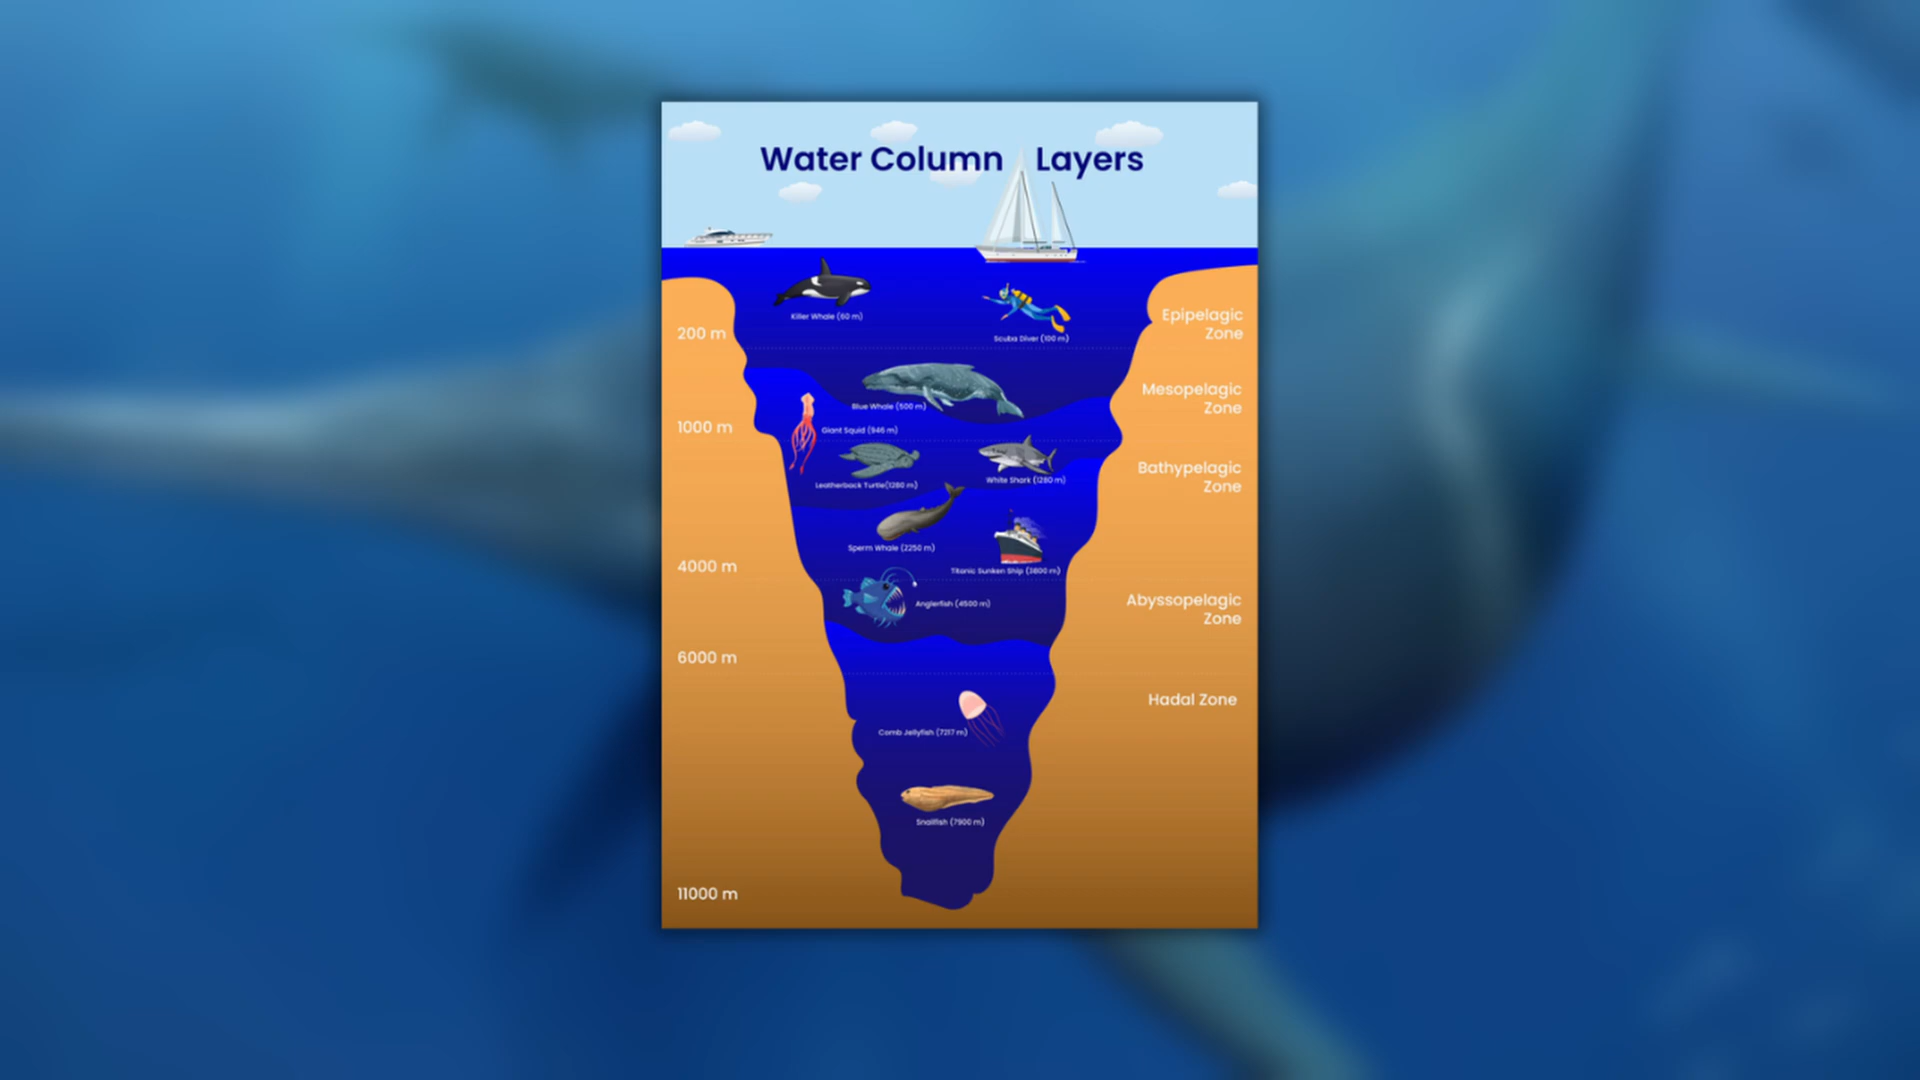 Water Column Layers
Killer Whale (60 m)
Scuba Diver (100 m)
200 m
Epipelagic
Zone
Blue Whale (500 m)
Mesopelagic
Zone
Giant Squid (946 m)
1000 m
Leatherback Turtle(1280 m)
White Shark (1280 m)
Bathypelagic
Zone
Sperm Whale (2250 m)
Titanic Sunken Ship (3800 m)
4000 m
Anglerfish (4500 m)
Abyssopelagic
Zone
6000 m
Hadal Zone
Comb Jellyfish (7217 m)
Snailfish (7900 m)
11000 m